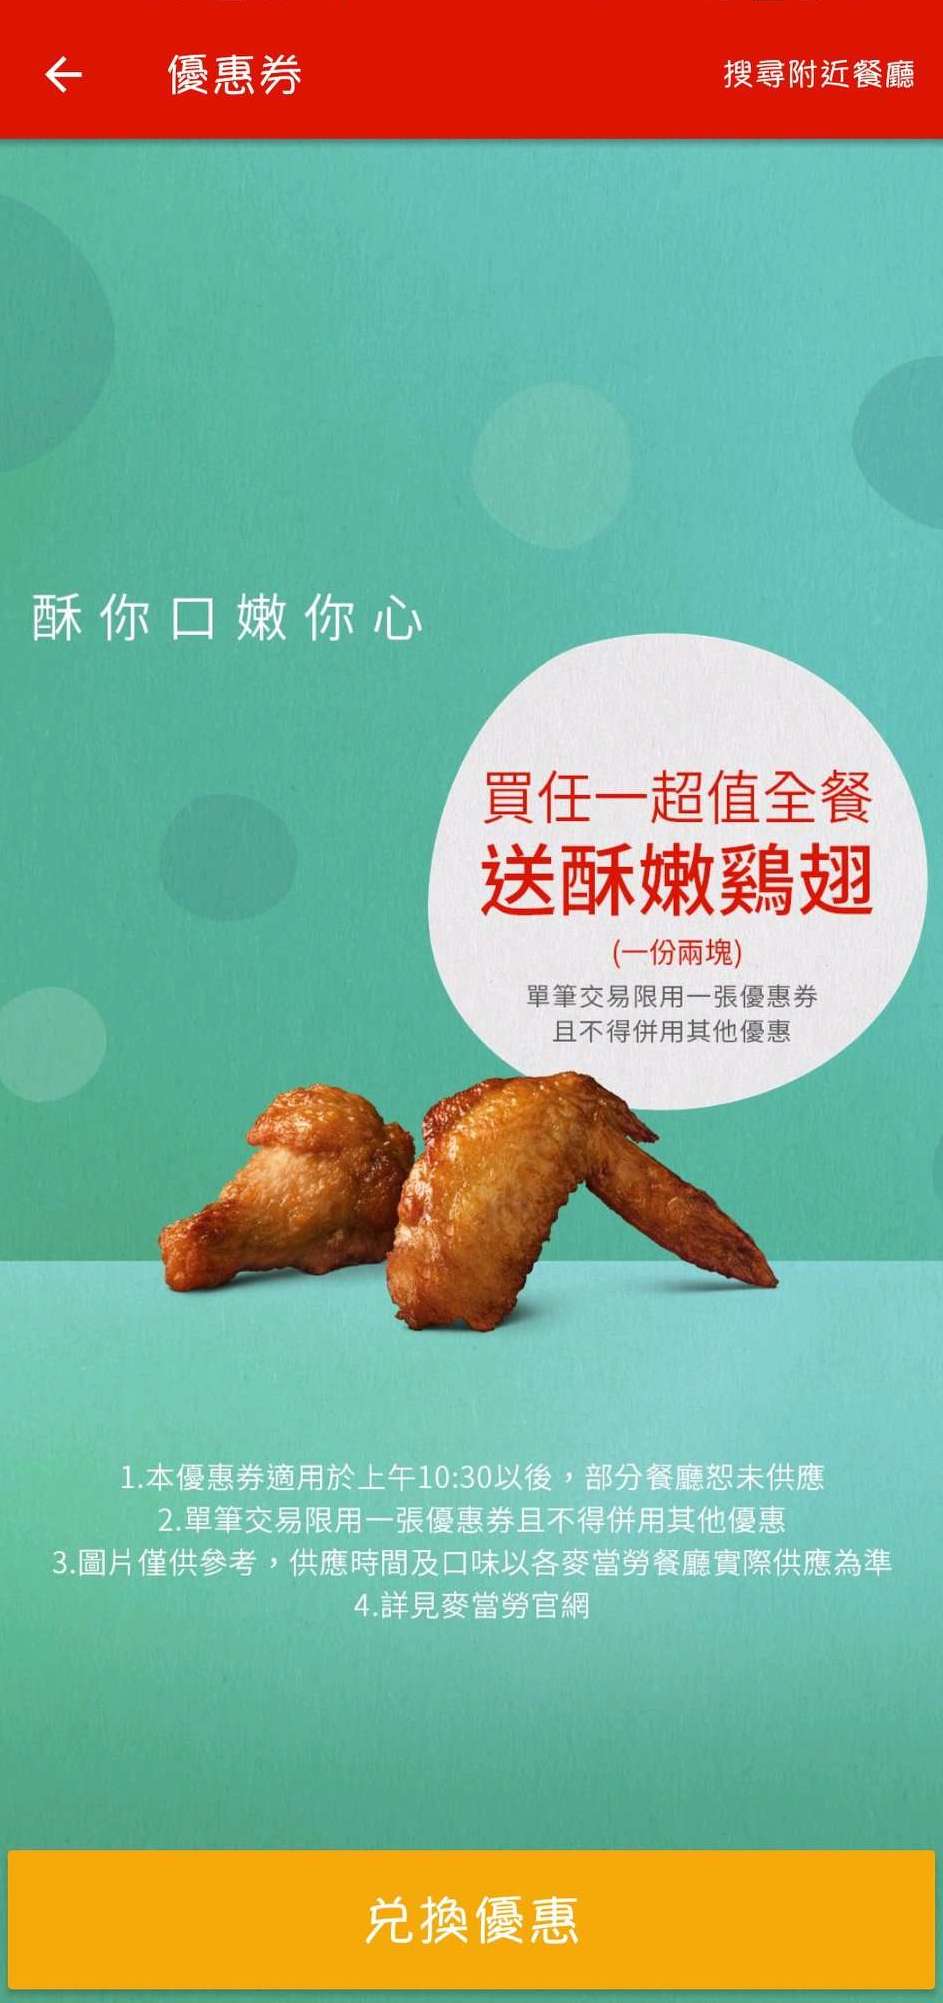 優惠券
搜尋附近餐廳
酥你口嫩你心
買任一超值全餐
送酥嫩鷄翅
(一份兩塊)
單筆交易限用一張優惠券
且不得併用其他優惠
1.本優惠券適用於上午10:30以後，部分餐廳恕未供應
2.單筆交易限用一張優惠券且不得併用其他優惠
3.圖片僅供參考，供應時間及口味以各麥當勞餐廳實際供應為準
4.詳見麥當勞官網
兌換優惠